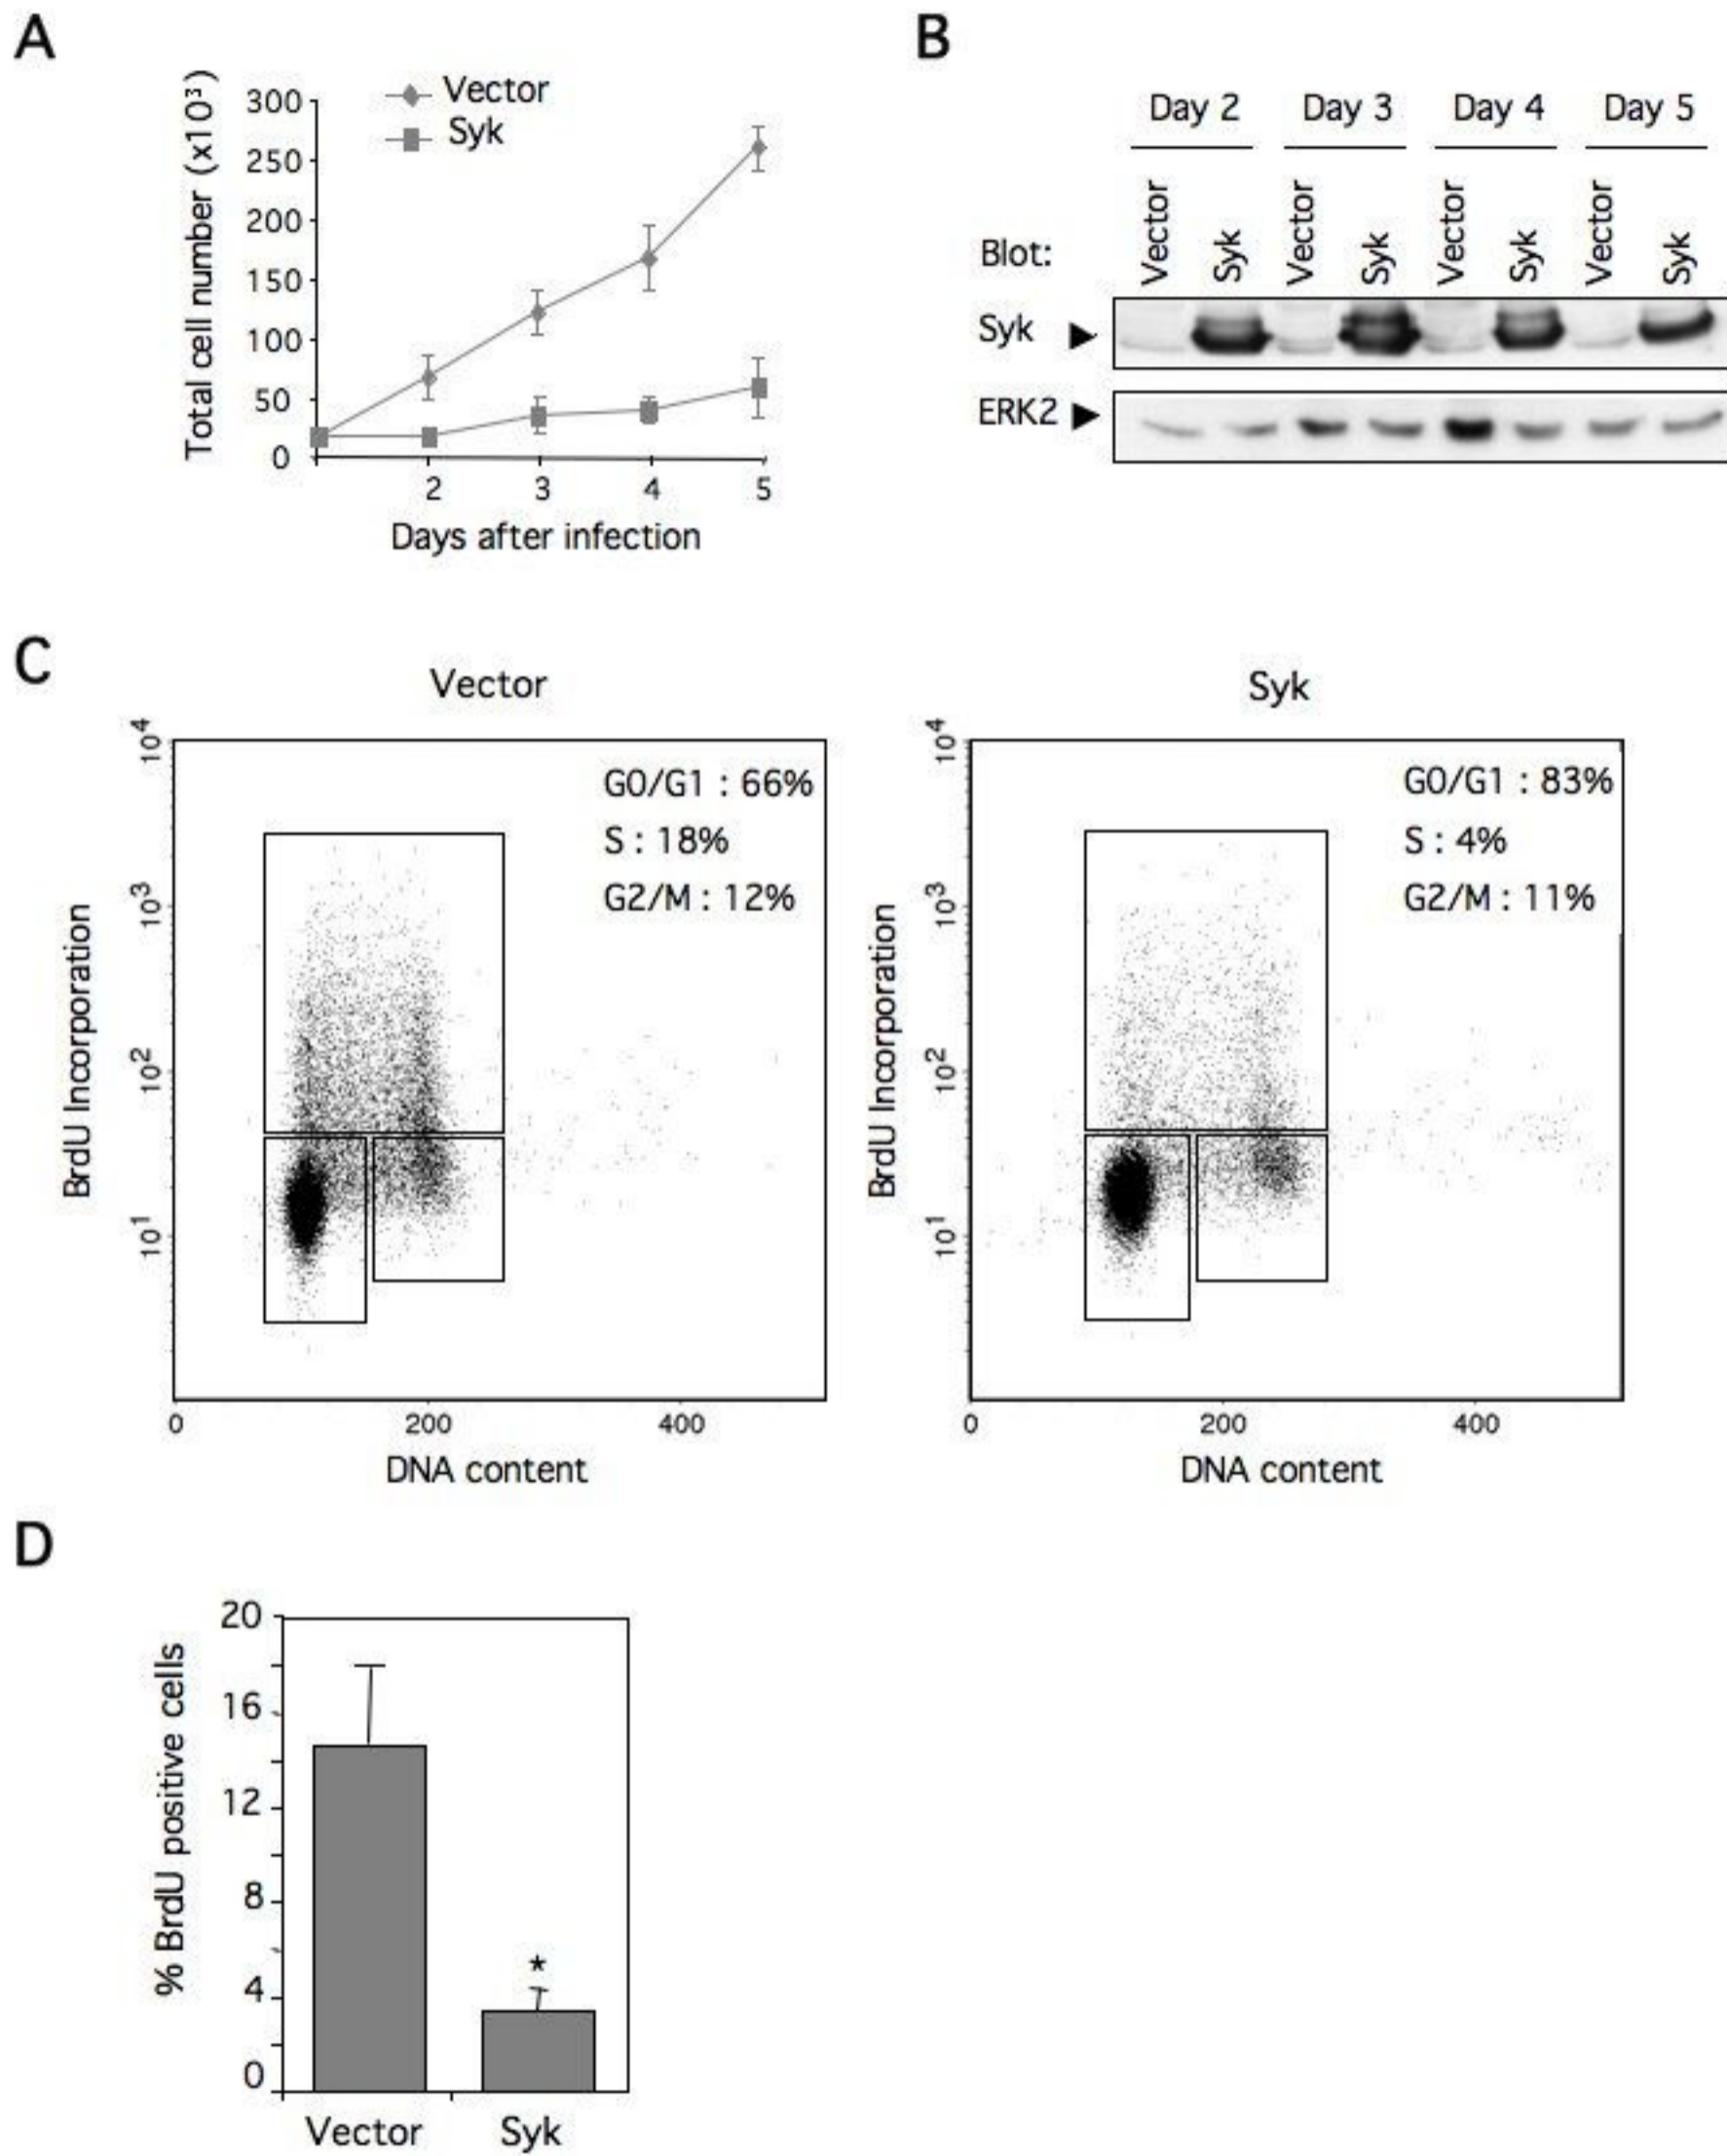 A
Total cell number (x10³)
300
250
200
150
100
50
0
Vector
Syk
2 3 4 5
Days after infection
B
Day 2 Day 3 Day 4 Day 5
Blot:
Vector Syk Vector Syk Vector Syk Vector Syk
Syk
ERK2
C
Vector
BrdU Incorporation
10⁴
10³
10²
10¹
G0/G1 : 66%
S : 18%
G2/M : 12%
0 200 400
DNA content
Syk
BrdU Incorporation
10⁴
10³
10²
10¹
G0/G1 : 83%
S : 4%
G2/M : 11%
0 200 400
DNA content
D
% BrdU positive cells
20
16
12
8
4
0
*
Vector Syk